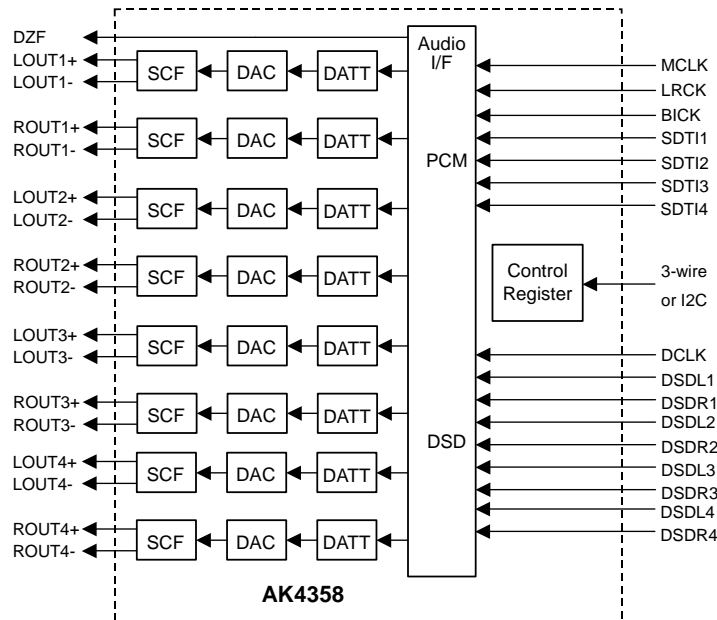 DZF
LOUT1+
LOUT1-
SCF
DAC
DATT
ROUT1+
ROUT1-
SCF
DAC
DATT
LOUT2+
LOUT2-
SCF
DAC
DATT
ROUT2+
ROUT2-
SCF
DAC
DATT
LOUT3+
LOUT3-
SCF
DAC
DATT
ROUT3+
ROUT3-
SCF
DAC
DATT
LOUT4+
LOUT4-
SCF
DAC
DATT
ROUT4+
ROUT4-
SCF
DAC
DATT
Audio
I/F
PCM
DSD
MCLK
LRCK
BICK
SDTI1
SDTI2
SDTI3
SDTI4
Control
Register
3-wire
or I2C
DCLK
DSDL1
DSDR1
DSDL2
DSDR2
DSDL3
DSDR3
DSDL4
DSDR4
AK4358